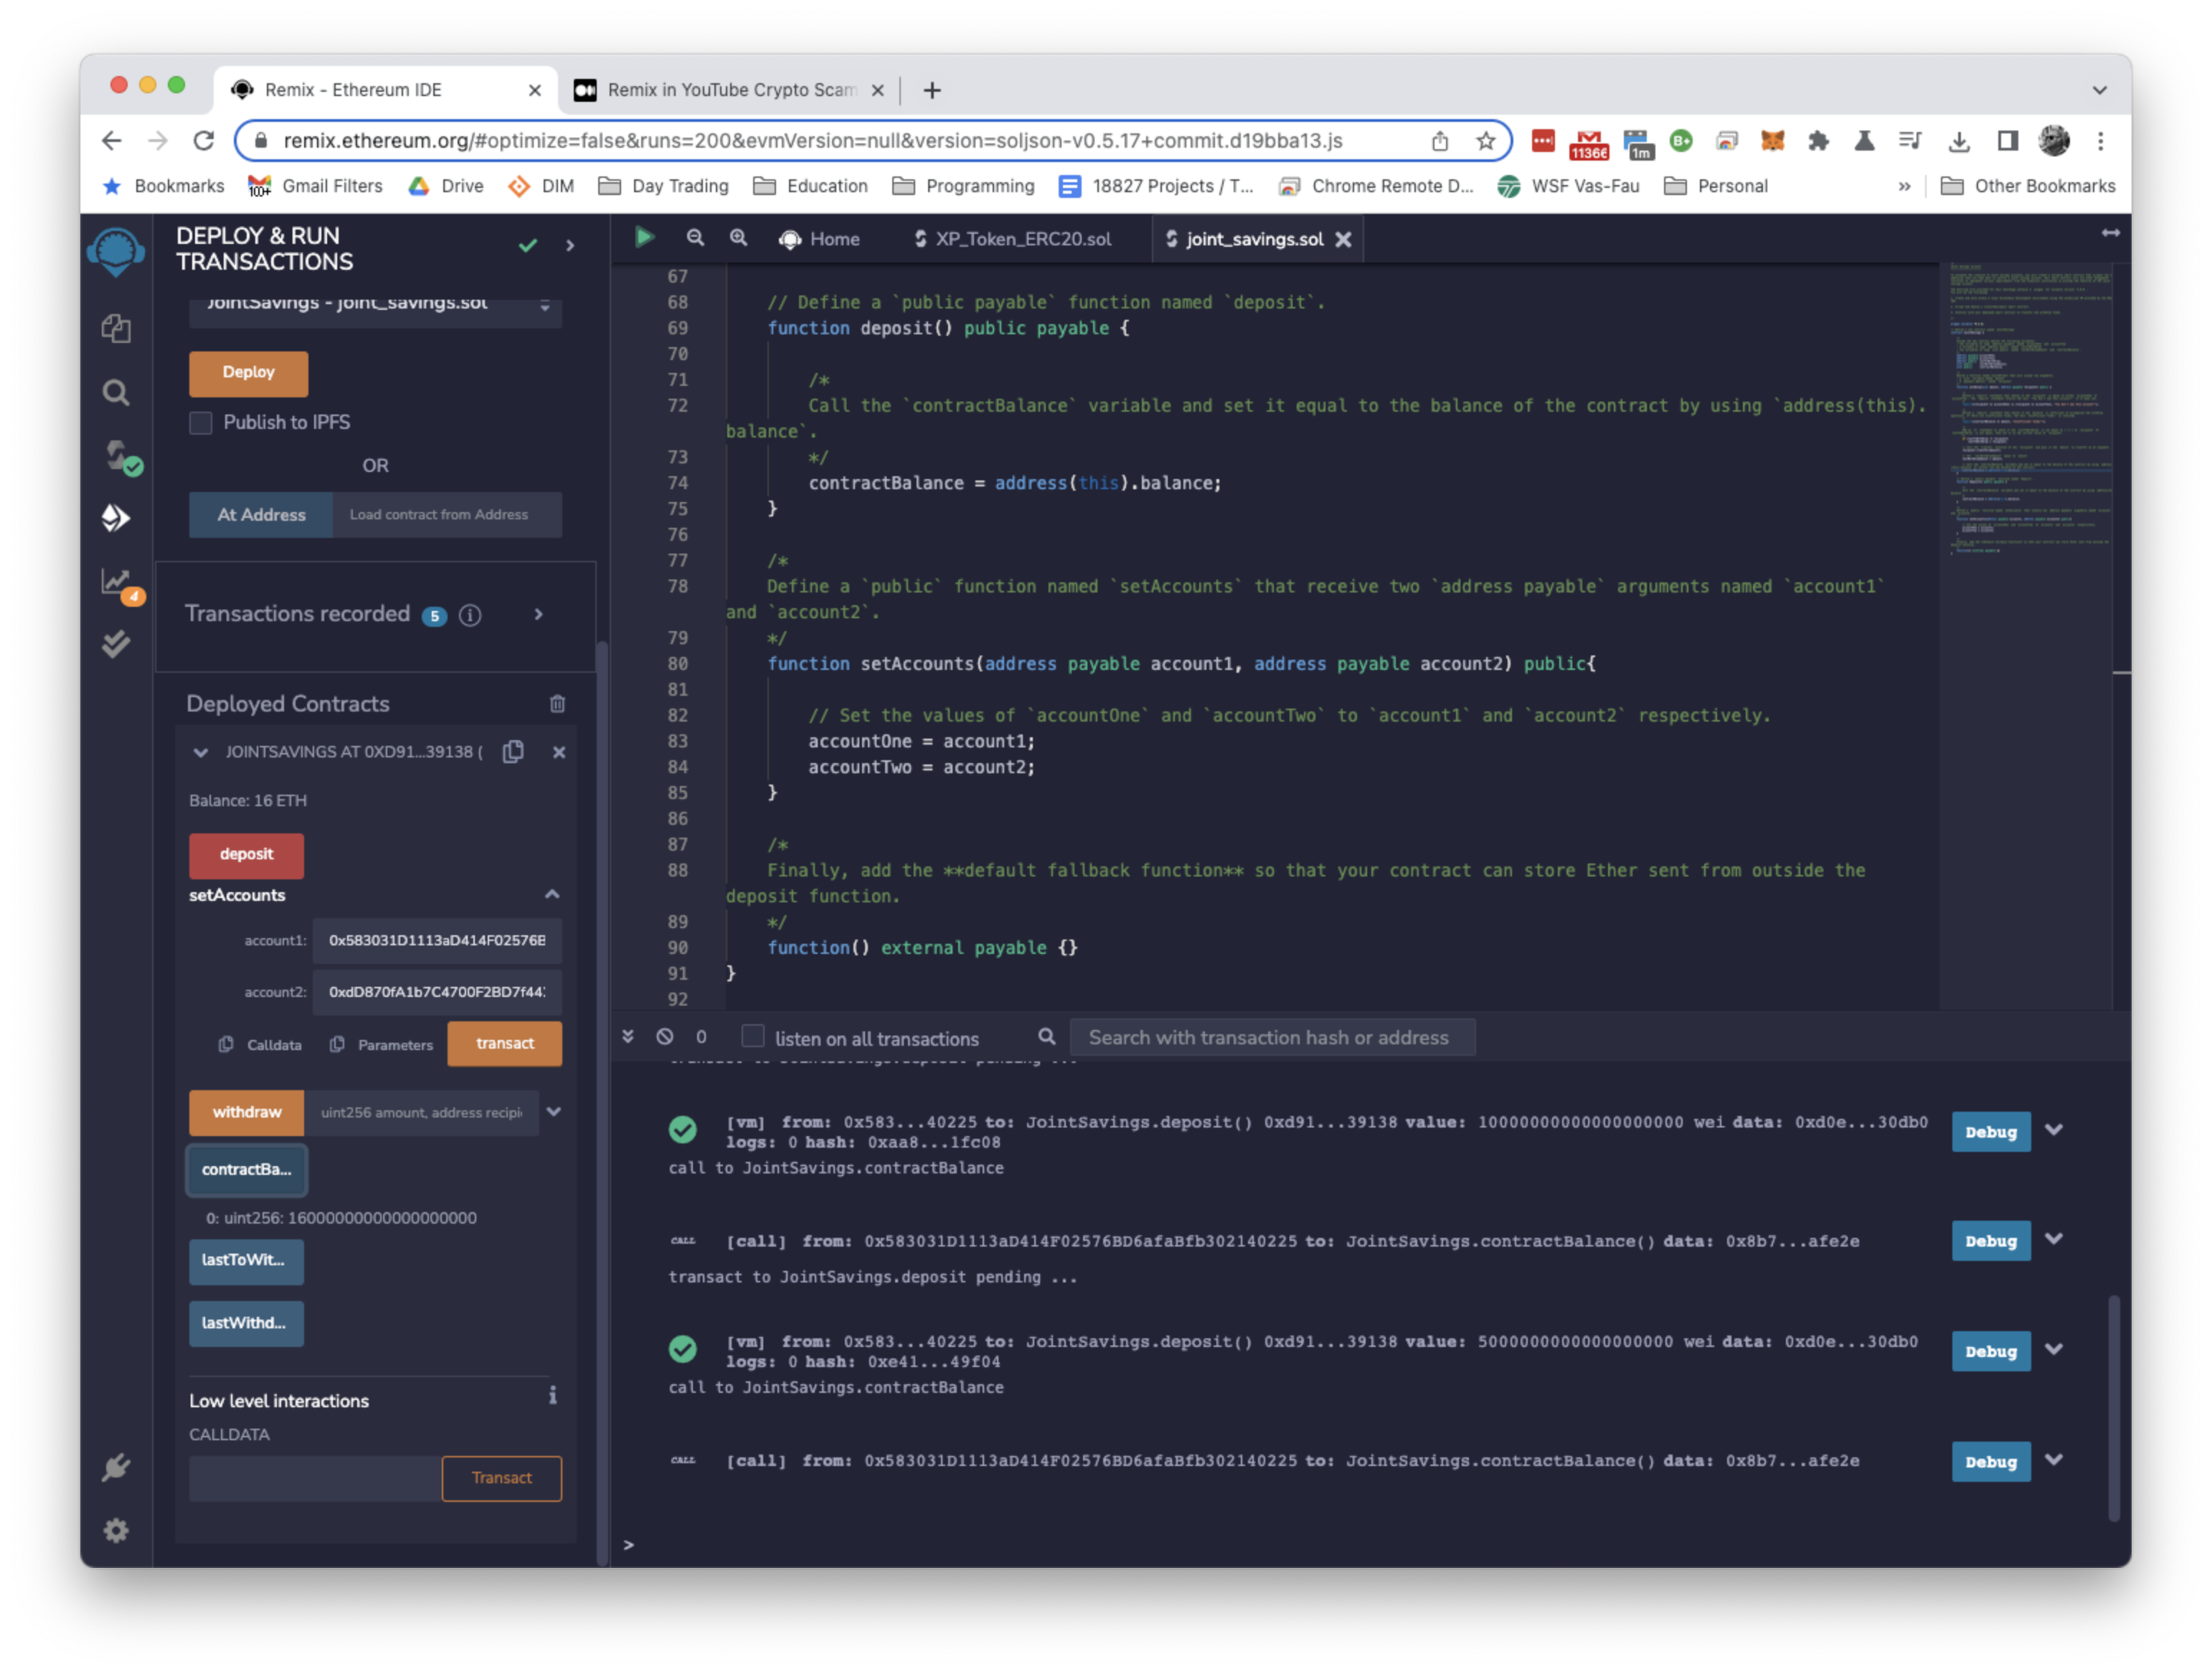 Remix - Ethereum IDE
Remix in YouTube Crypto Scam
remix.ethereum.org/#optimize=false&runs=200&evmVersion=null&version=soljson-v0.5.17+commit.d19bba13.js
1m
B+
Bookmarks
100+
Gmail Filters
Drive
DIM
Day Trading
Education
Programming
18827 Projects / T...
Chrome Remote D...
WSF Vas-Fau
Personal
»
Other Bookmarks
DEPLOY & RUN
TRANSACTIONS
JointSavings - joint_savings.sol
Deploy
Publish to IPFS
OR
At Address
Load contract from Address
4
Transactions recorded 5 i
Deployed Contracts
JOINTSAVINGS AT 0XD91...39138 (
Balance: 16 ETH
deposit
setAccounts
account1: 0x583031D1113aD414F02576B
account2: 0xdD870fA1b7C4700F2BD7f44
Calldata
Parameters
transact
withdraw
uint256 amount, address recipi
contractBa...
0: uint256: 16000000000000000000
lastToWit...
lastWithd...
Low level interactions
i
CALLDATA
Transact
Home
XP_Token_ERC20.sol
joint_savings.sol
67
68 // Define a `public payable` function named `deposit`.
69 function deposit() public payable {
70
71 /*
72 Call the `contractBalance` variable and set it equal to the balance of the contract by using `address(this).
balance`.
73 */
74 contractBalance = address(this).balance;
75 }
76
77 /*
78 Define a `public` function named `setAccounts` that receive two `address payable` arguments named `account1`
and `account2`.
79 */
80 function setAccounts(address payable account1, address payable account2) public{
81
82 // Set the values of `accountOne` and `accountTwo` to `account1` and `account2` respectively.
83 accountOne = account1;
84 accountTwo = account2;
85 }
86
87 /*
88 Finally, add the **default fallback function** so that your contract can store Ether sent from outside the
deposit function.
89 */
90 function() external payable {}
91 }
92
0
listen on all transactions
Search with transaction hash or address
[vm] from: 0x583...40225 to: JointSavings.deposit() 0xd91...39138 value: 10000000000000000000 wei data: 0xd0e...30db0
logs: 0 hash: 0xaa8...1fc08
Debug
call to JointSavings.contractBalance
CALL [call] from: 0x583031D1113aD414F02576BD6afaBfb302140225 to: JointSavings.contractBalance() data: 0x8b7...afe2e
Debug
transact to JointSavings.deposit pending ...
[vm] from: 0x583...40225 to: JointSavings.deposit() 0xd91...39138 value: 5000000000000000000 wei data: 0xd0e...30db0
logs: 0 hash: 0xe41...49f04
Debug
call to JointSavings.contractBalance
CALL [call] from: 0x583031D1113aD414F02576BD6afaBfb302140225 to: JointSavings.contractBalance() data: 0x8b7...afe2e
Debug
>